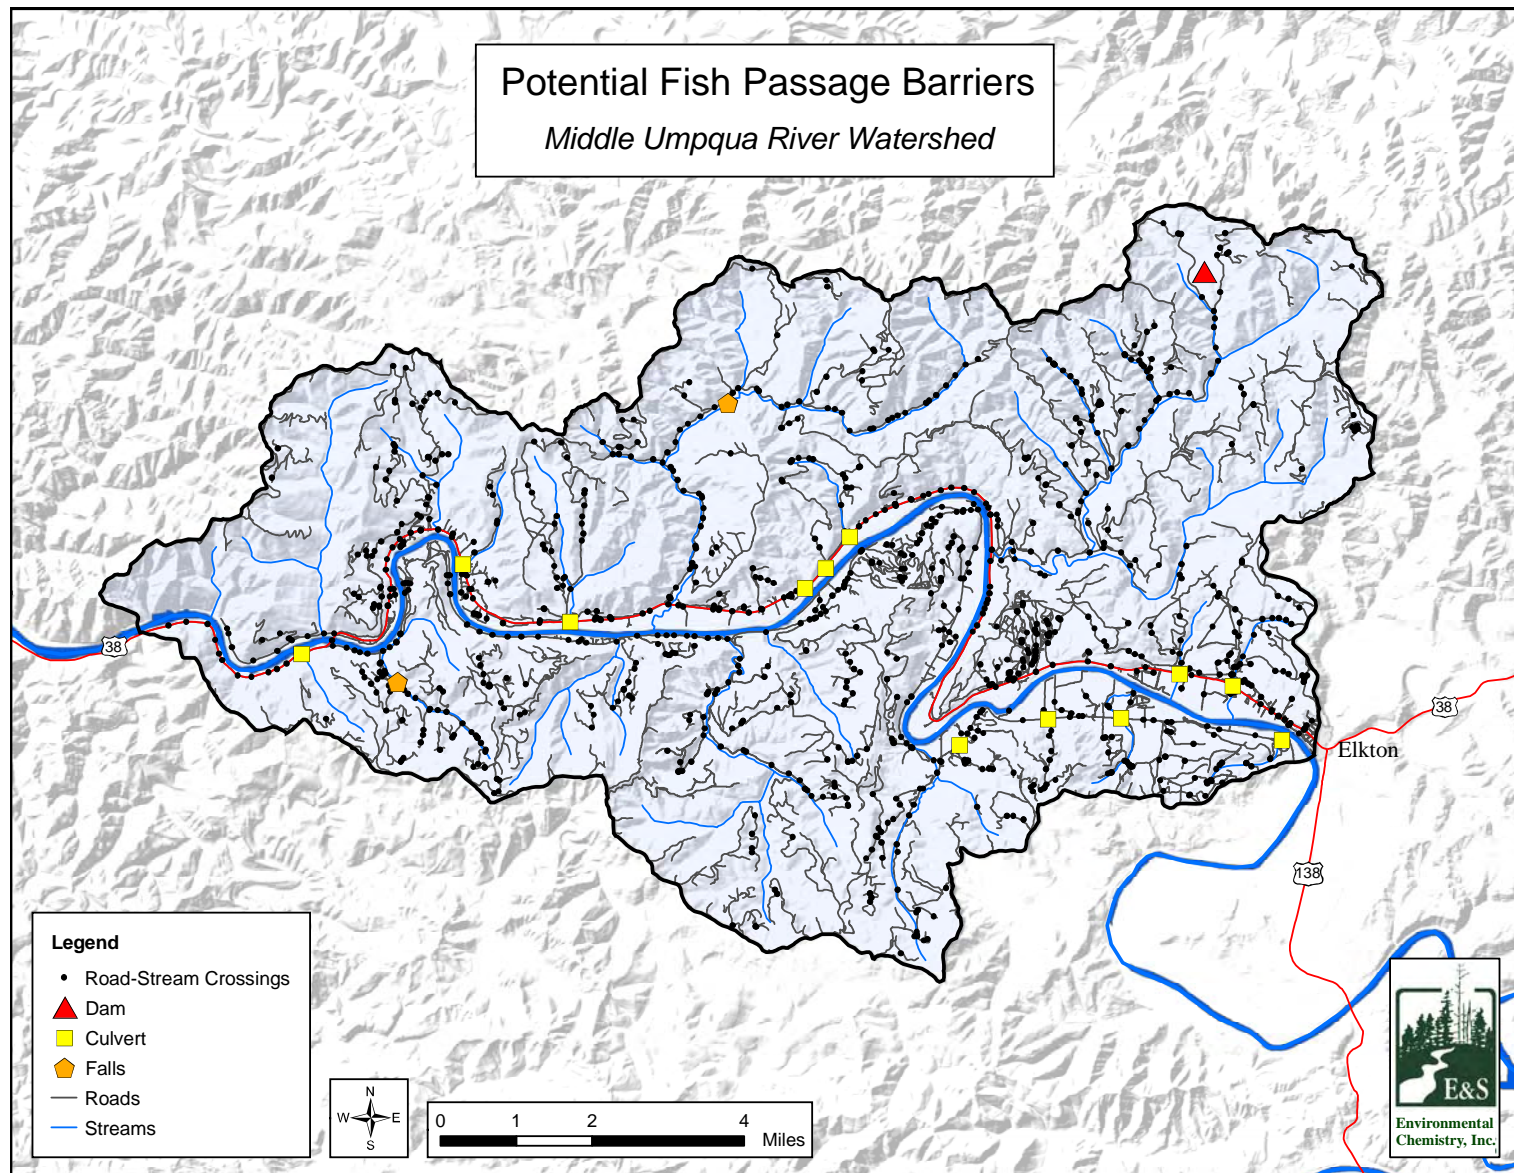 Potential Fish Passage Barriers
Middle Umpqua River Watershed
38
38
Elkton
138
Legend
Road-Stream Crossings
Dam
Culvert
Falls
Roads
Streams
N
W E
S
0 1 2 4
Miles
E&S
Environmental
Chemistry, Inc.